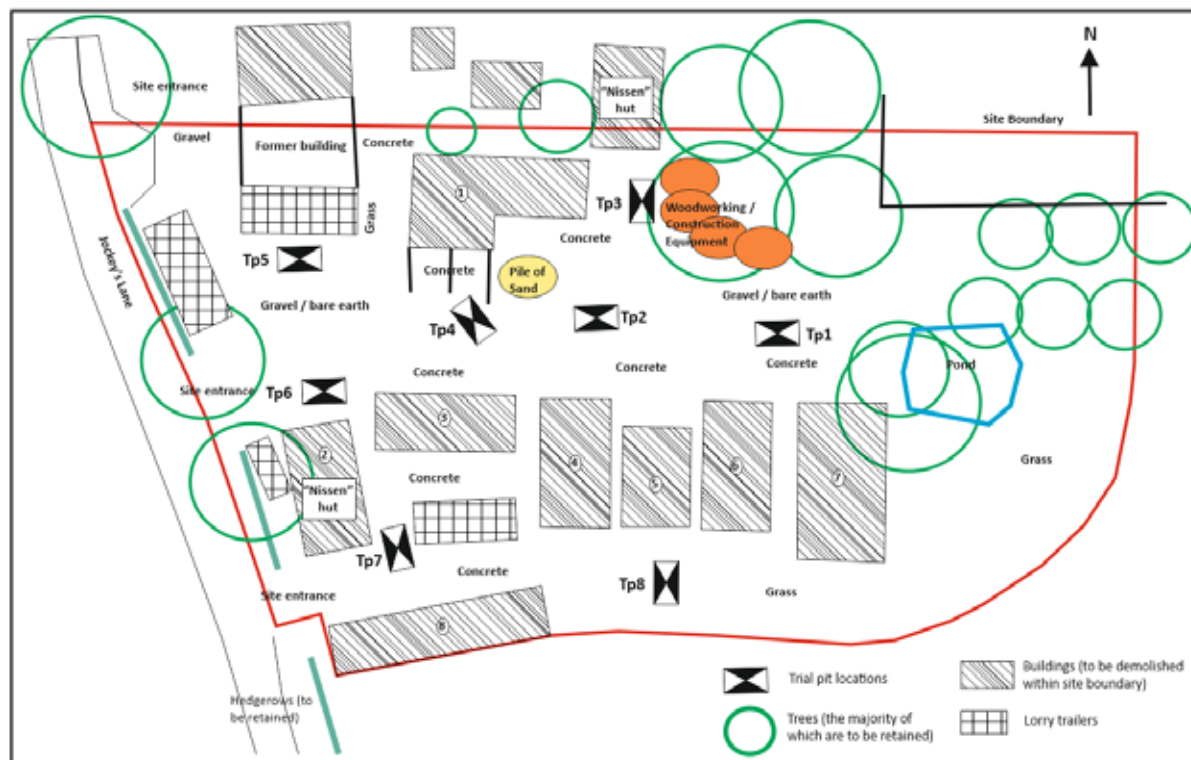 N
Site entrance
"Nissen"
hut
Site Boundary
Gravel
Former building
Concrete
1
Tp3
Woodworking /
Construction
Equipment
Grass
Concrete
Jockey's Lane
Tp5
Concrete
Pile of
Sand
Gravel / bare earth
Gravel / bare earth
Tp4
Tp2
Tp1
Concrete
Concrete
Concrete
Pond
Site entrance
Tp6
3
2
4
5
6
7
Grass
Concrete
"Nissen"
hut
Tp7
Concrete
Tp8
Grass
Site entrance
8
Hedgerows (to
be retained)
Trial pit locations
Buildings (to be demolished
within site boundary)
Trees (the majority of
which are to be retained)
Lorry trailers